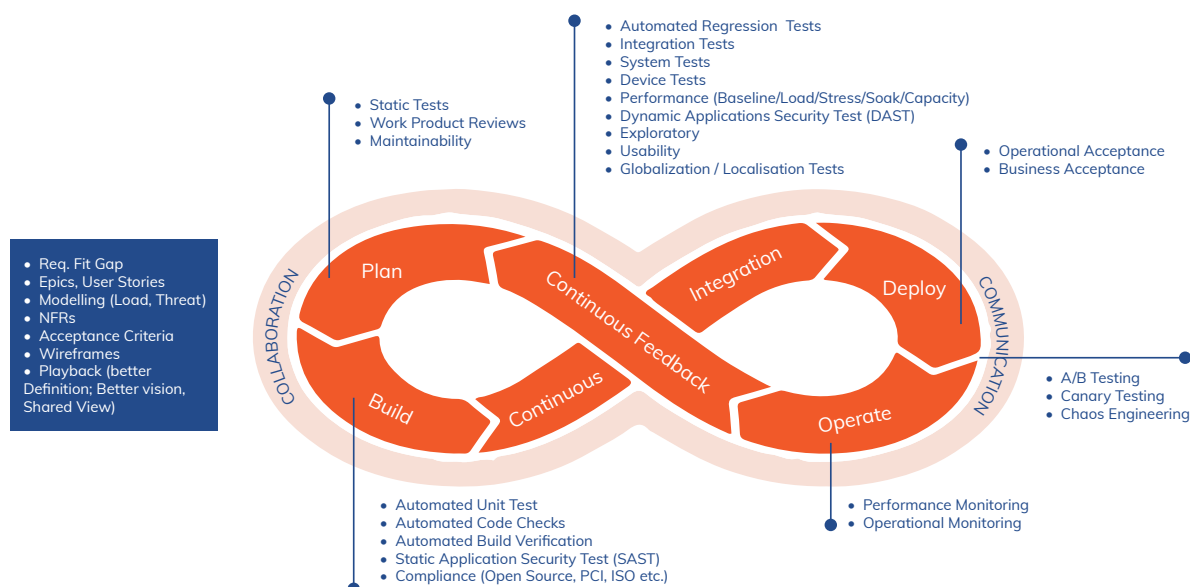 • Automated Regression Tests
• Integration Tests
• System Tests
• Device Tests
• Performance (Baseline/Load/Stress/Soak/Capacity)
• Dynamic Applications Security Test (DAST)
• Exploratory
• Usability
• Globalization / Localisation Tests
• Static Tests
• Work Product Reviews
• Maintainability
• Operational Acceptance
• Business Acceptance
• Req. Fit Gap
• Epics, User Stories
• Modelling (Load, Threat)
• NFRs
• Acceptance Criteria
• Wireframes
• Playback (better
Definition; Better vision,
Shared View)
COLLABORATION
Plan
Continuous Feedback
Integration
Deploy
COMMUNICATION
Build
Continuous
Operate
• A/B Testing
• Canary Testing
• Chaos Engineering
• Automated Unit Test
• Automated Code Checks
• Automated Build Verification
• Static Application Security Test (SAST)
• Compliance (Open Source, PCI, ISO etc.)
• Performance Monitoring
• Operational Monitoring